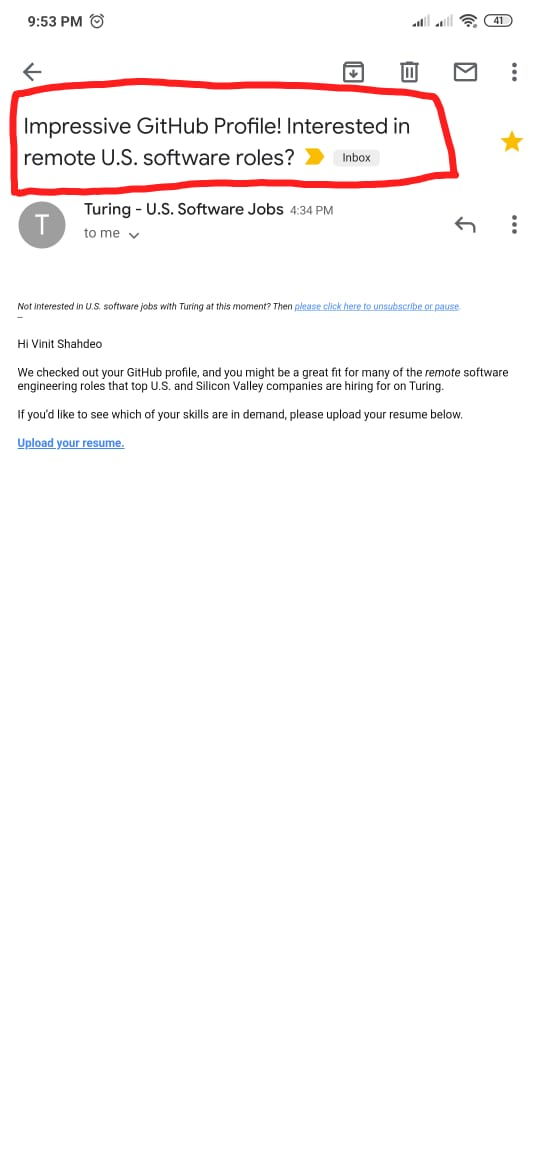 9:53 PM
41
Impressive GitHub Profile! Interested in
remote U.S. software roles? Inbox
T
Turing - U.S. Software Jobs 4:34 PM
to me
Not interested in U.S. software jobs with Turing at this moment? Then please click here to unsubscribe or pause.
--
Hi Vinit Shahdeo
We checked out your GitHub profile, and you might be a great fit for many of the remote software
engineering roles that top U.S. and Silicon Valley companies are hiring for on Turing.
If you'd like to see which of your skills are in demand, please upload your resume below.
Upload your resume.